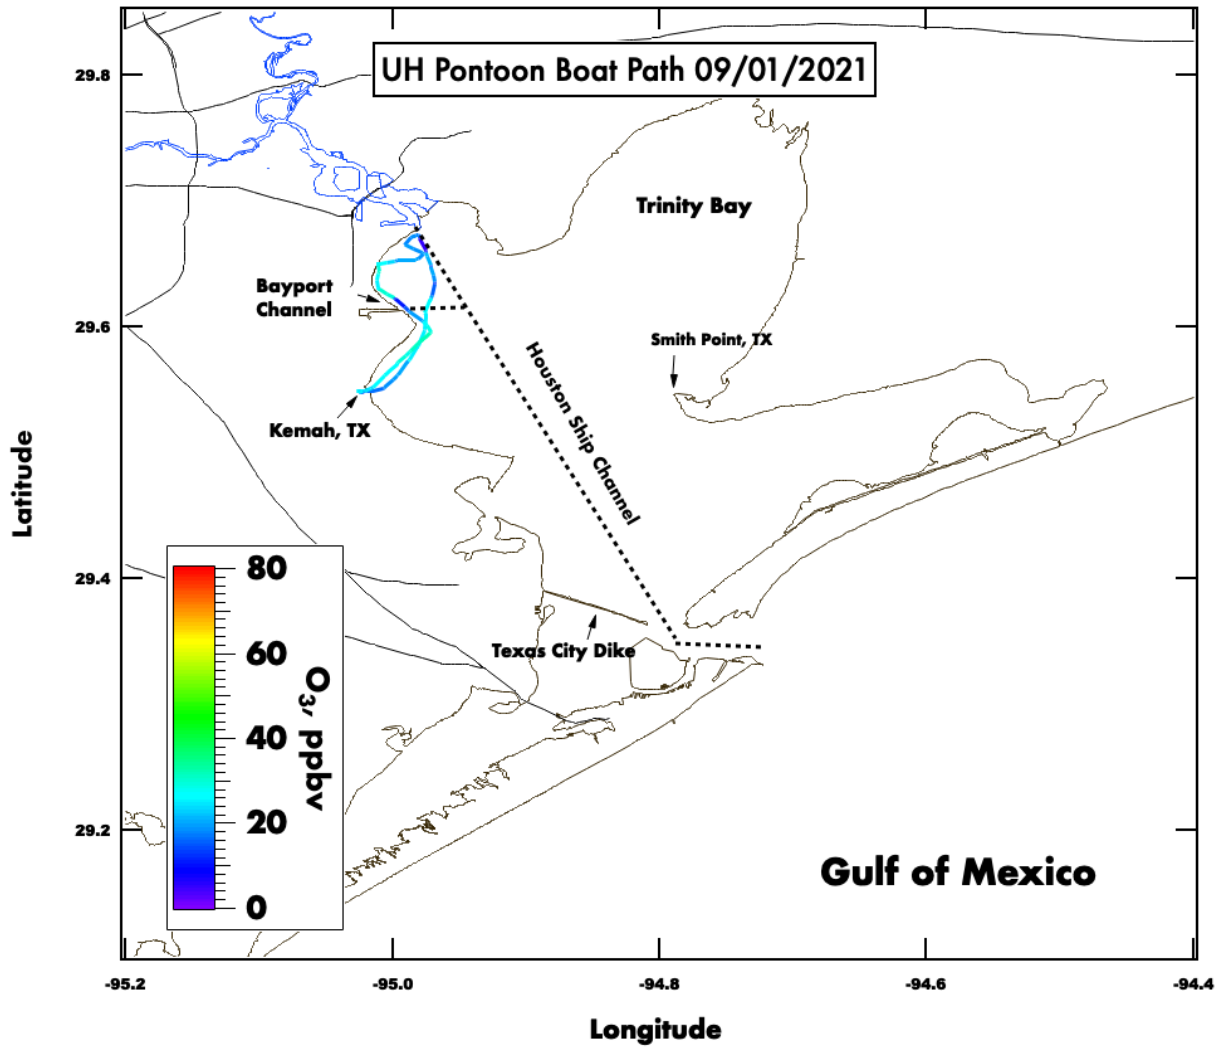 UH Pontoon Boat Path 09/01/2021
29.8
Trinity Bay
Bayport
Channel
29.6
Smith Point, TX
Houston Ship Channel
Kemah, TX
Latitude
29.4
80
60
40
20
0
O3, ppbv
Texas City Dike
29.2
Gulf of Mexico
-95.2
-95.0
-94.8
-94.6
-94.4
Longitude